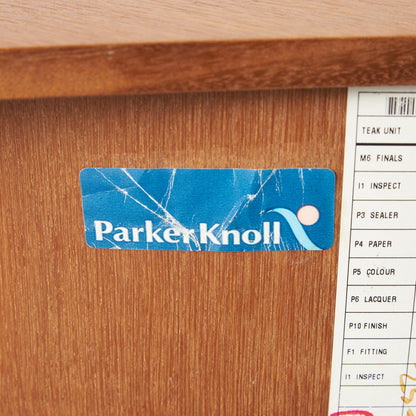 ParkerKnoll
TEAK UNIT
M6 FINALS
I1 INSPECT
P3 SEALER
P4 PAPER
P5 COLOUR
P6 LACQUER
P10 FINISH
F1 FITTING
I1 INSPECT